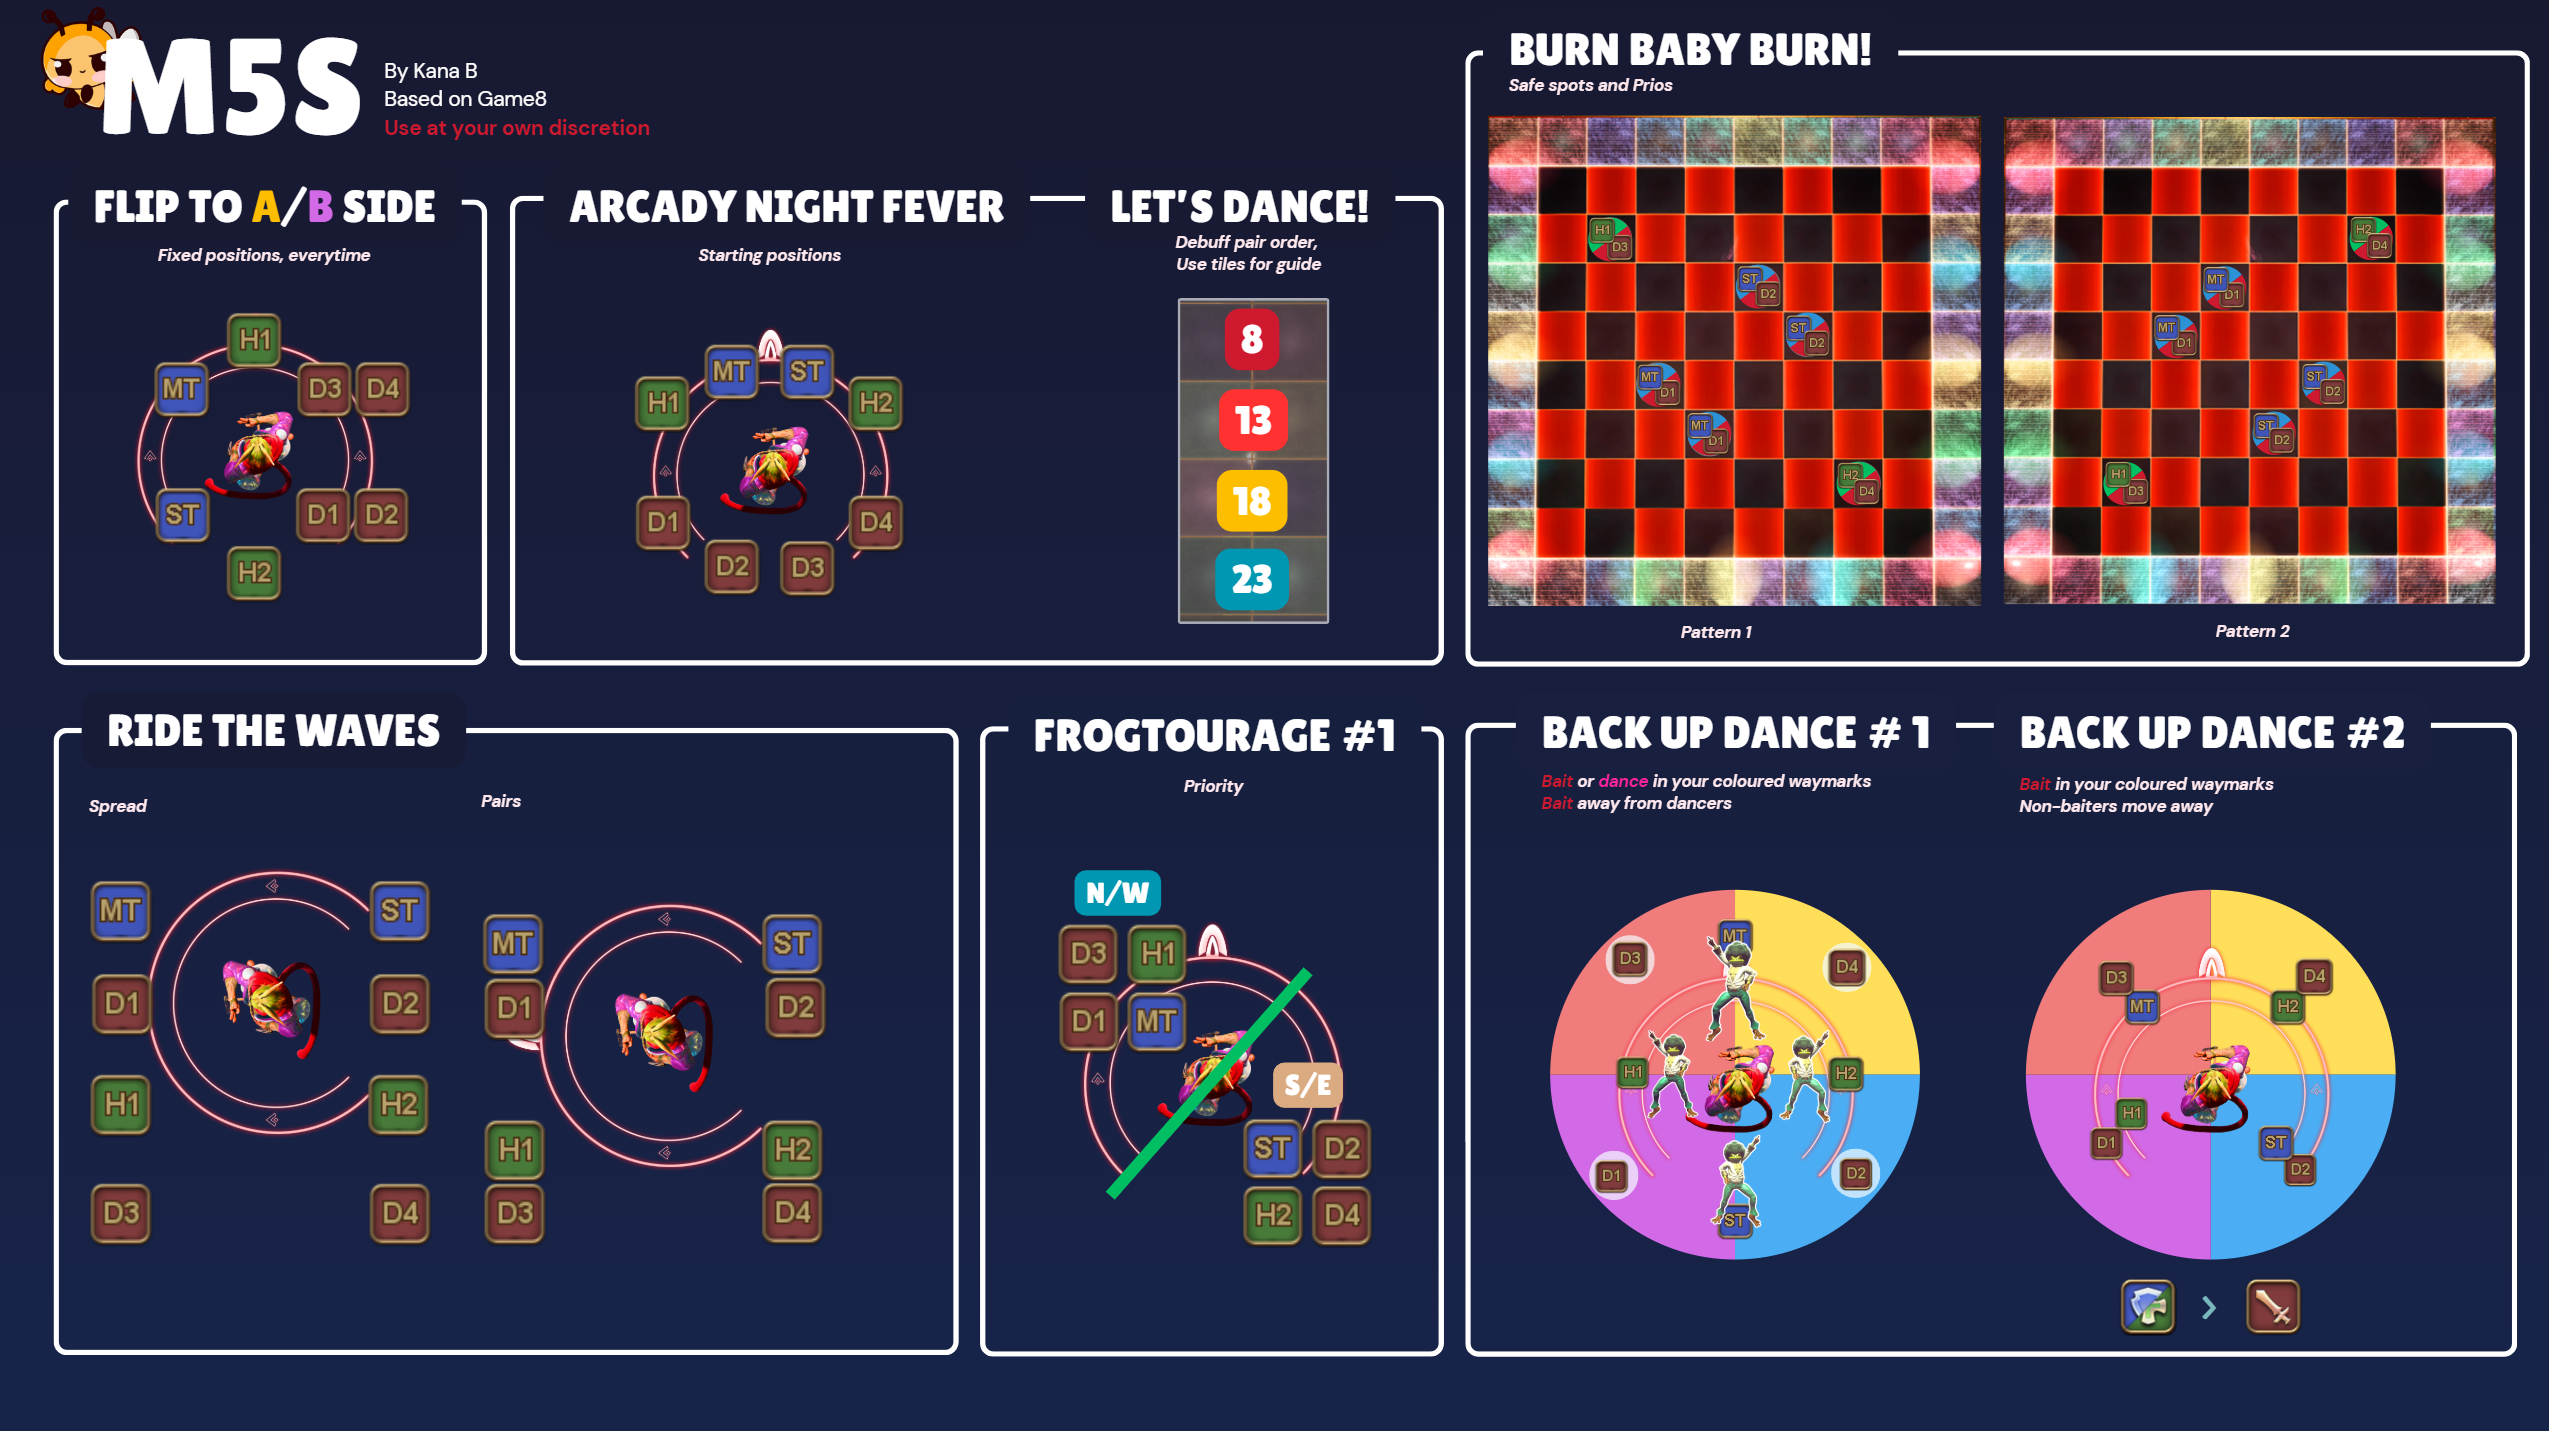 M5S
By Kana B
Based on Game8
Use at your own discretion
FLIP TO A/B SIDE
Fixed positions, everytime
H1
MT
D3
D4
ST
D1
D2
H2
ARCADY NIGHT FEVER
Starting positions
MT
ST
H1
H2
D1
D4
D2
D3
LET'S DANCE!
Debuff pair order,
Use tiles for guide
8
13
18
23
BURN BABY BURN!
Safe spots and Prios
H1
D3
ST
D2
ST
D2
MT
D1
MT
D1
H2
D4
Pattern 1
H2
D4
MT
D1
MT
D1
ST
D2
ST
D2
H1
D3
Pattern 2
RIDE THE WAVES
Spread
MT
ST
D1
D2
H1
H2
D3
D4
Pairs
MT
ST
D1
D2
H1
H2
D3
D4
FROGTOURAGE #1
Priority
N/W
D3
H1
D1
MT
S/E
ST
D2
H2
D4
BACK UP DANCE # 1
Bait or dance in your coloured waymarks
Bait away from dancers
MT
D3
D4
H1
H2
D1
D2
ST
BACK UP DANCE #2
Bait in your coloured waymarks
Non-baiters move away
D3
D4
MT
H2
H1
D1
ST
D2